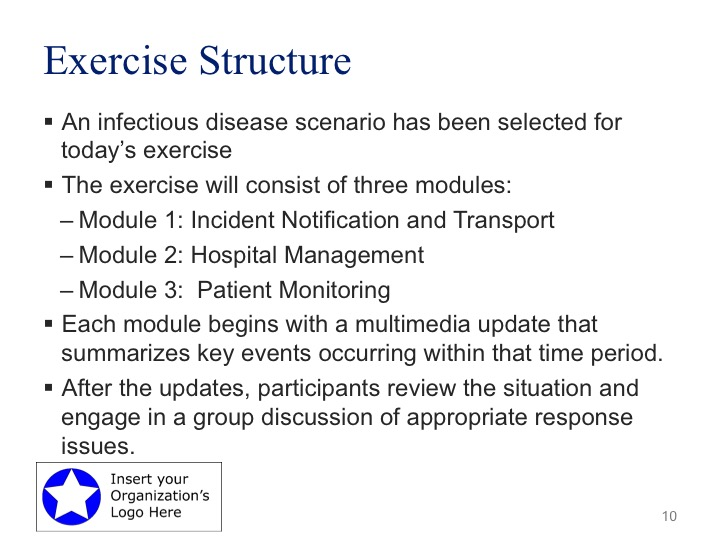 Exercise Structure
▪ An infectious disease scenario has been selected for
today’s exercise
▪ The exercise will consist of three modules:
– Module 1: Incident Notification and Transport
– Module 2: Hospital Management
– Module 3:  Patient Monitoring
▪ Each module begins with a multimedia update that
summarizes key events occurring within that time period.
▪ After the updates, participants review the situation and
engage in a group discussion of appropriate response
issues.
Insert your
Organization’s
Logo Here
10